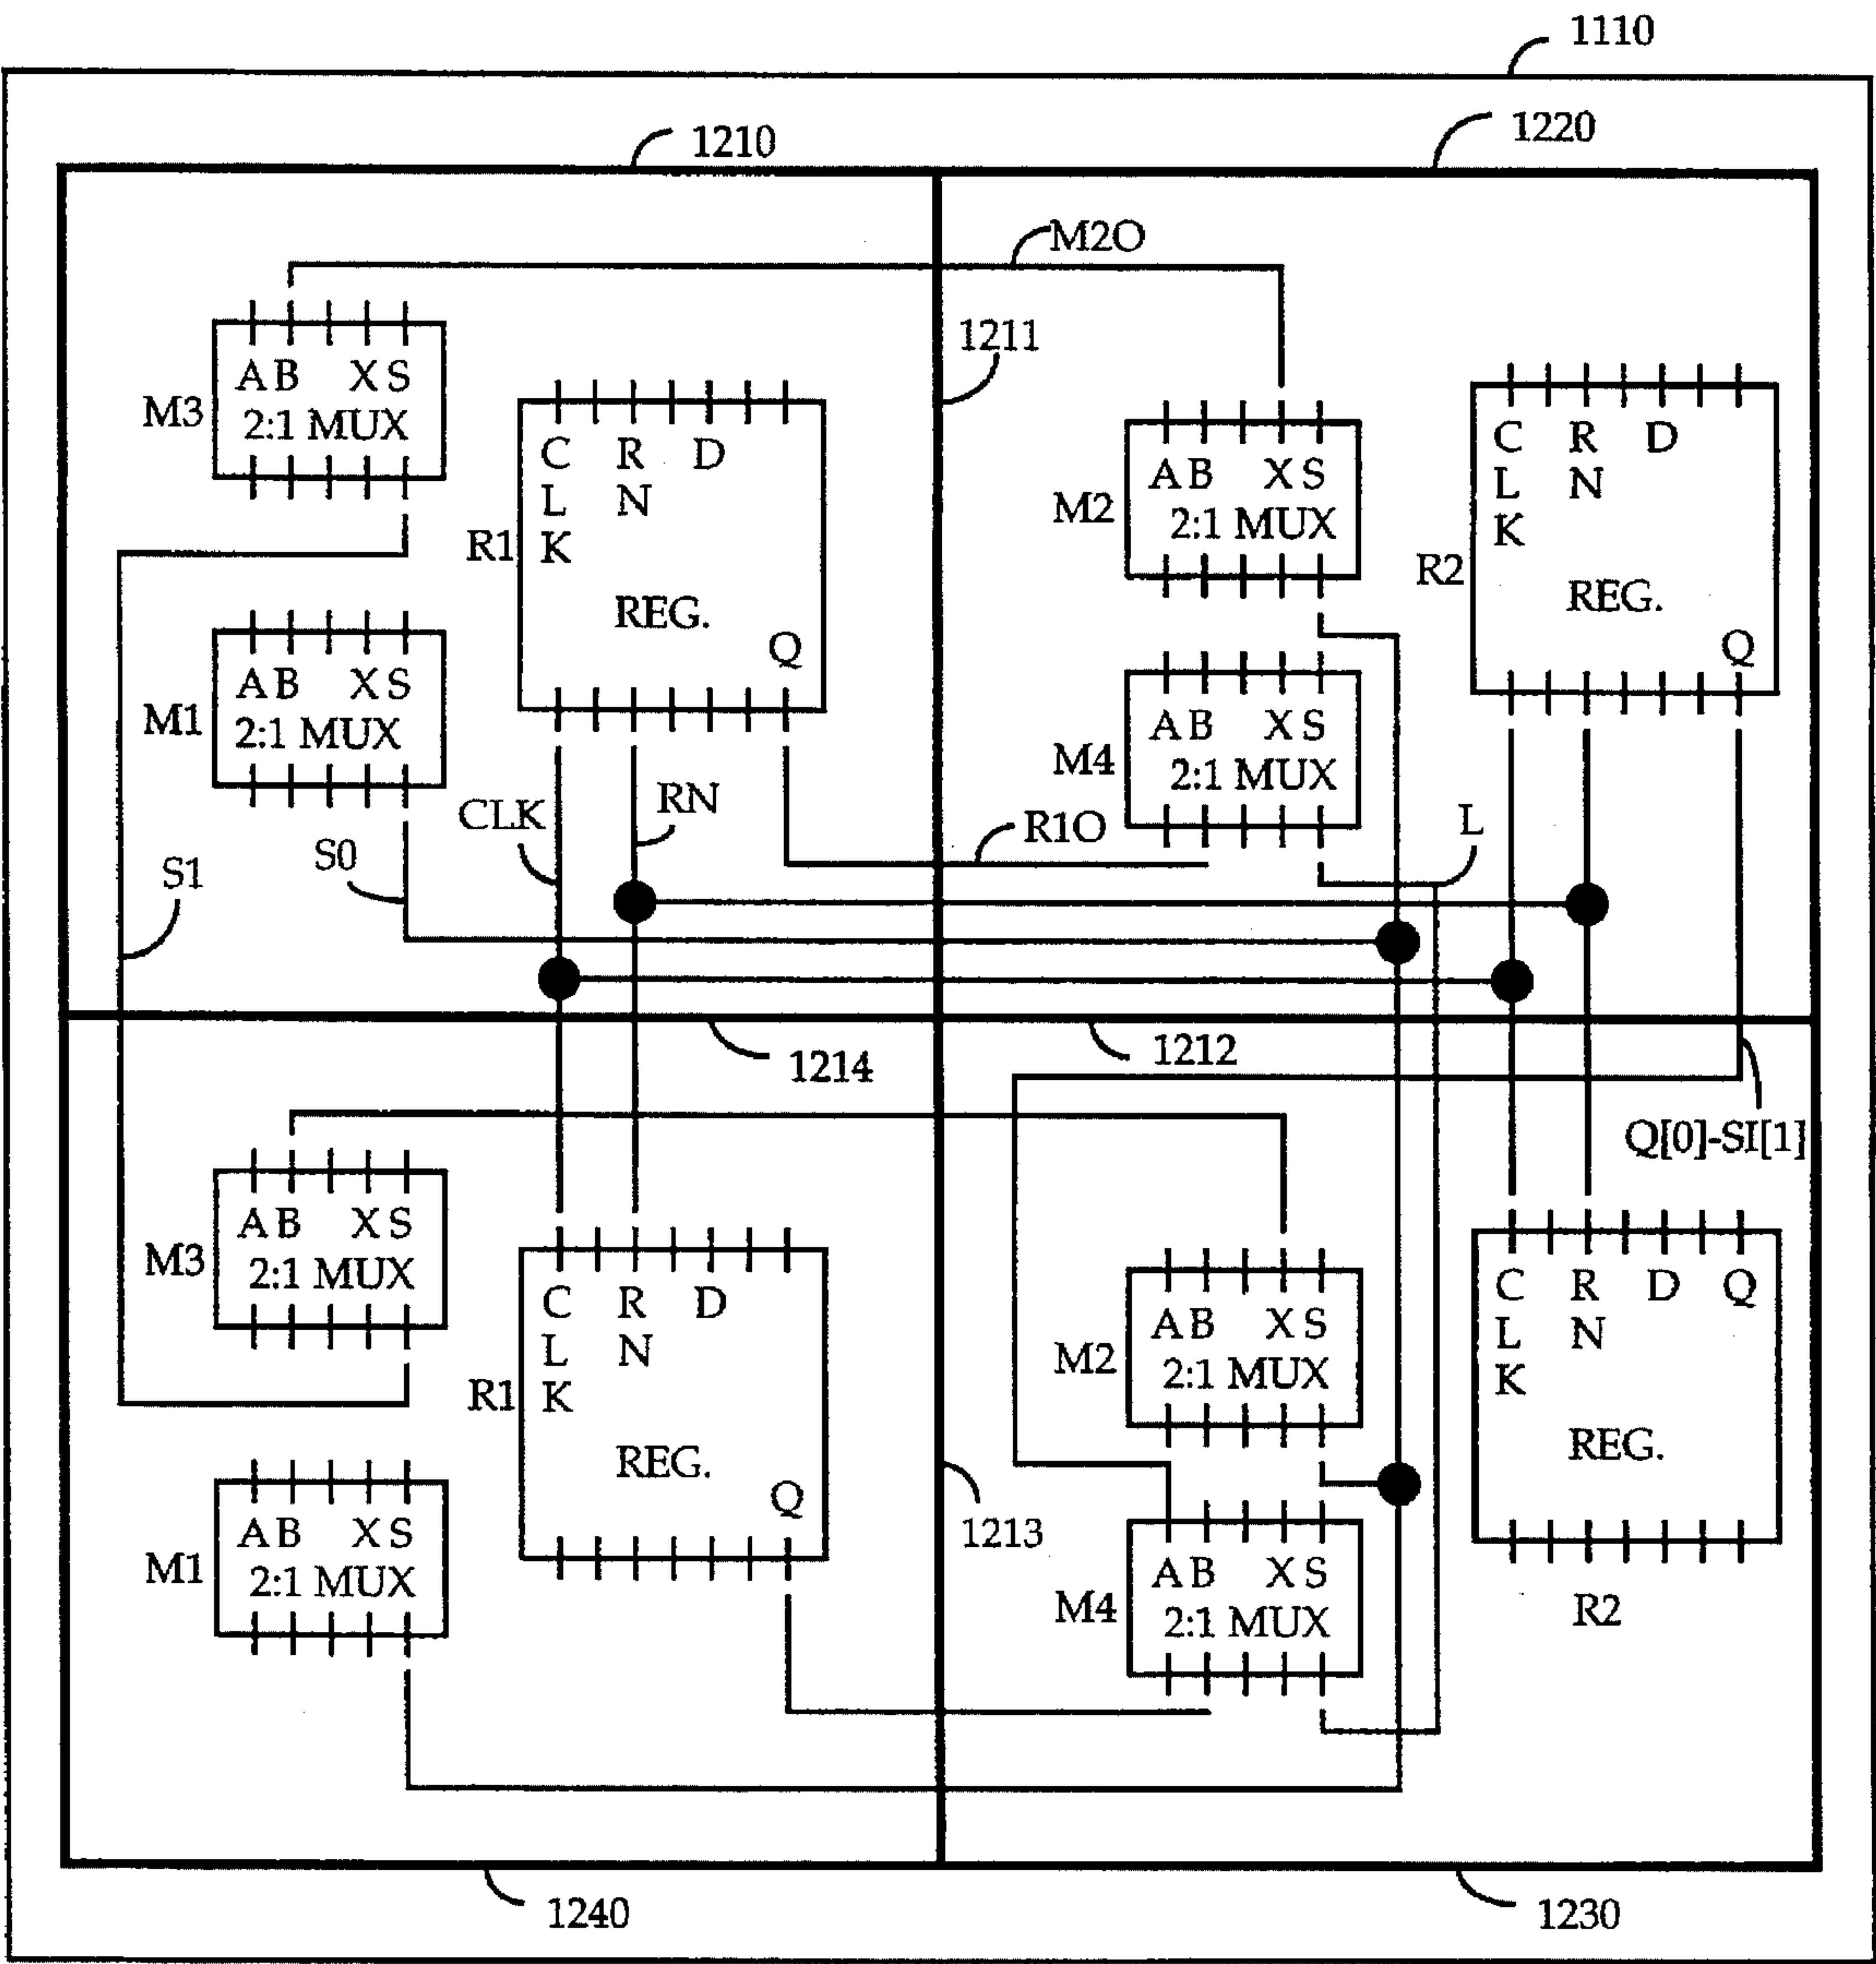 1110
1210
1220
M2O
1211
A B X S
2:1 MUX
M3
C R D
L N
K
R1
REG.
Q
A B X S
2:1 MUX
M2
C R D
L N
K
R2
REG.
Q
A B X S
2:1 MUX
M1
A B X S
2:1 MUX
M4
CLK
RN
R1O
L
S0
S1
1214
1212
Q[0]-SI[1]
A B X S
2:1 MUX
M3
C R D
L N
K
R1
REG.
Q
A B X S
2:1 MUX
M2
C R D Q
L N
K
REG.
R2
1213
A B X S
2:1 MUX
M1
A B X S
2:1 MUX
M4
1240
1230